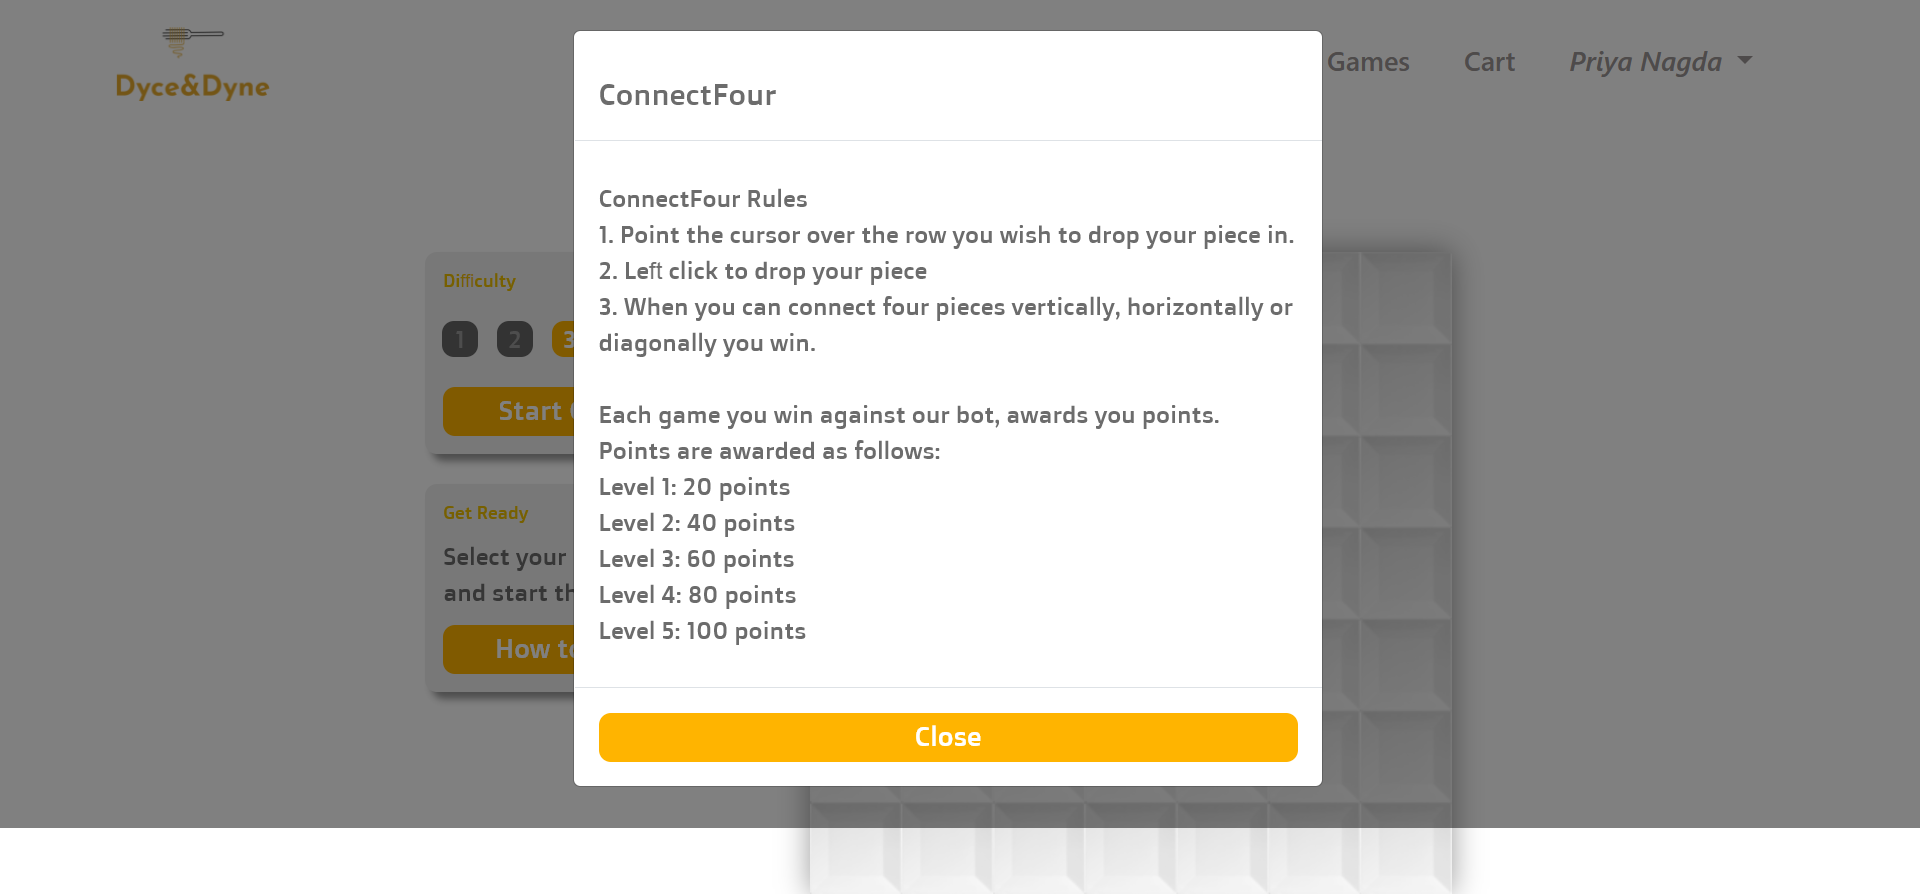 Dyce&Dyne
Games
Cart
Priya Nagda
ConnectFour
ConnectFour Rules
1. Point the cursor over the row you wish to drop your piece in.
2. Left click to drop your piece
3. When you can connect four pieces vertically, horizontally or
diagonally you win.
Each game you win against our bot, awards you points.
Points are awarded as follows:
Level 1: 20 points
Level 2: 40 points
Level 3: 60 points
Level 4: 80 points
Level 5: 100 points
Close
Difficulty
1 2 3
Start
Get Ready
Select your
and start
How